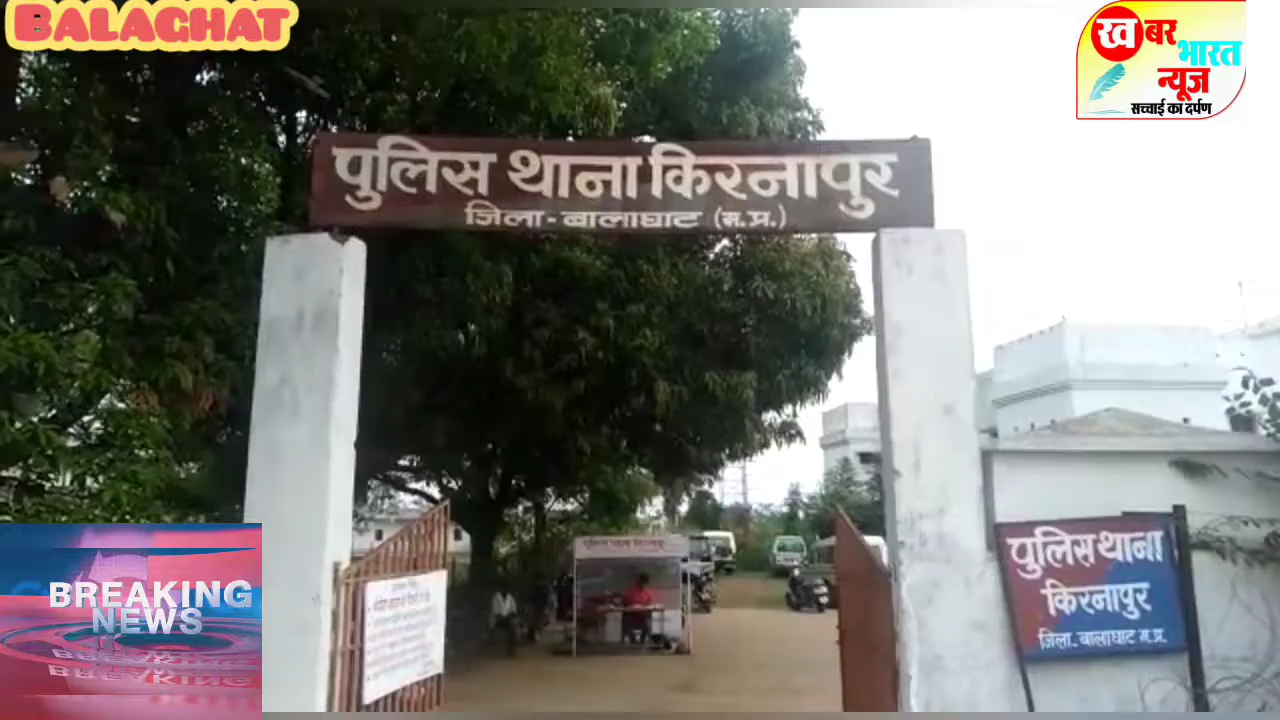 BALAGHAT
खबर
भारत
न्यूज
सच्चाई का दर्पण
पुलिस थाना किरनापुर
जिला - बालाघाट (म.प्र.)
पुलिस थाना
किरनापुर
जिला - बालाघाट म.प्र.
BREAKING
NEWS